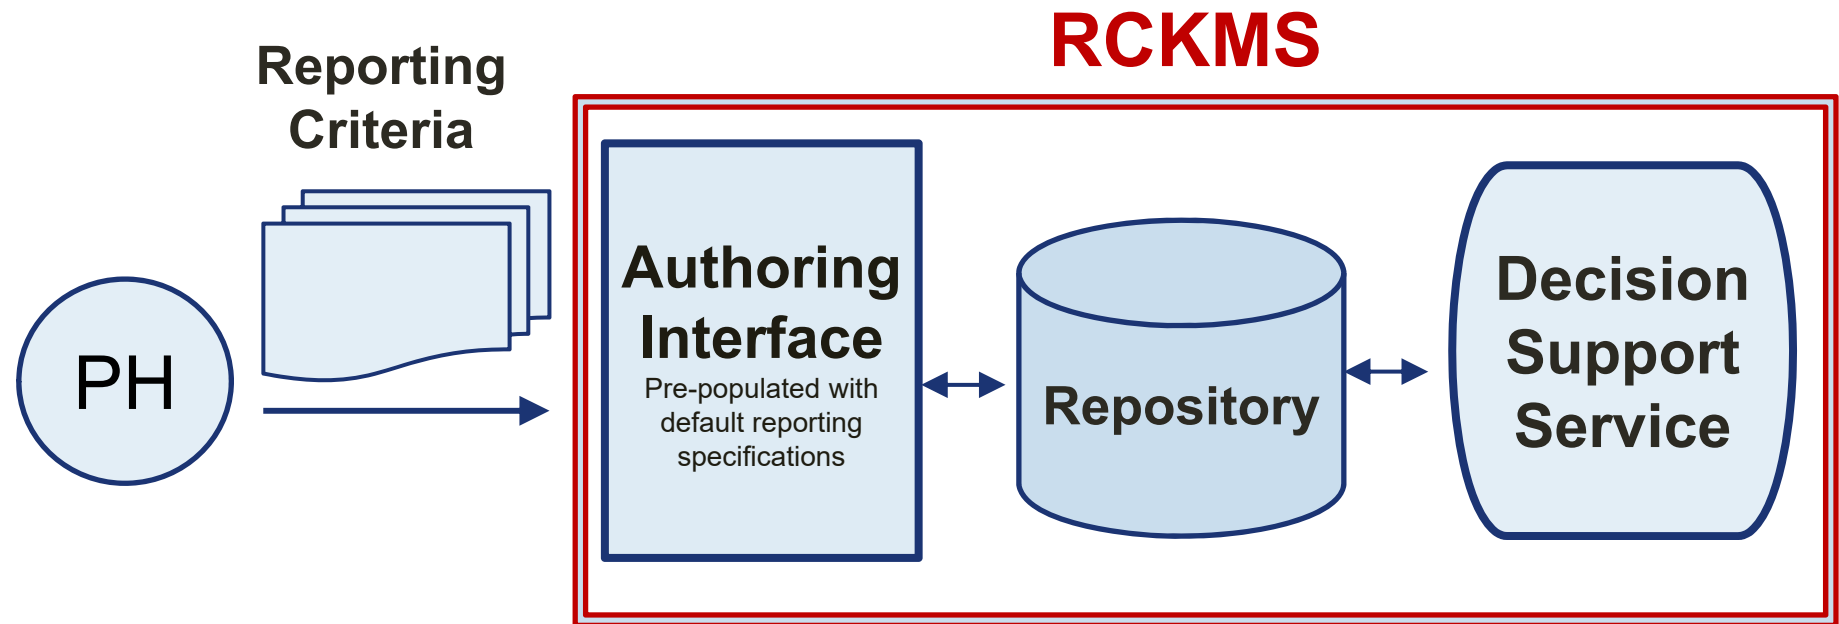 RCKMS
Reporting
Criteria
PH
Authoring
Interface
Pre-populated with
default reporting
specifications
Repository
Decision
Support
Service